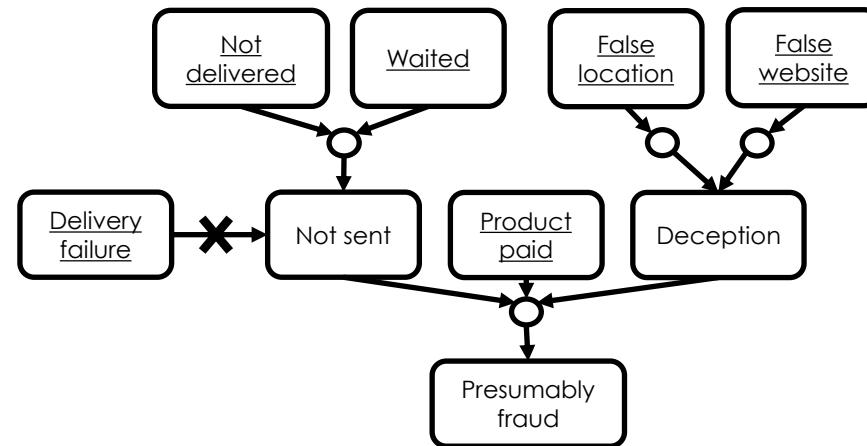 Not
delivered
Waited
False
location
False
website
Delivery
failure
Not sent
Product
paid
Deception
Presumably
fraud